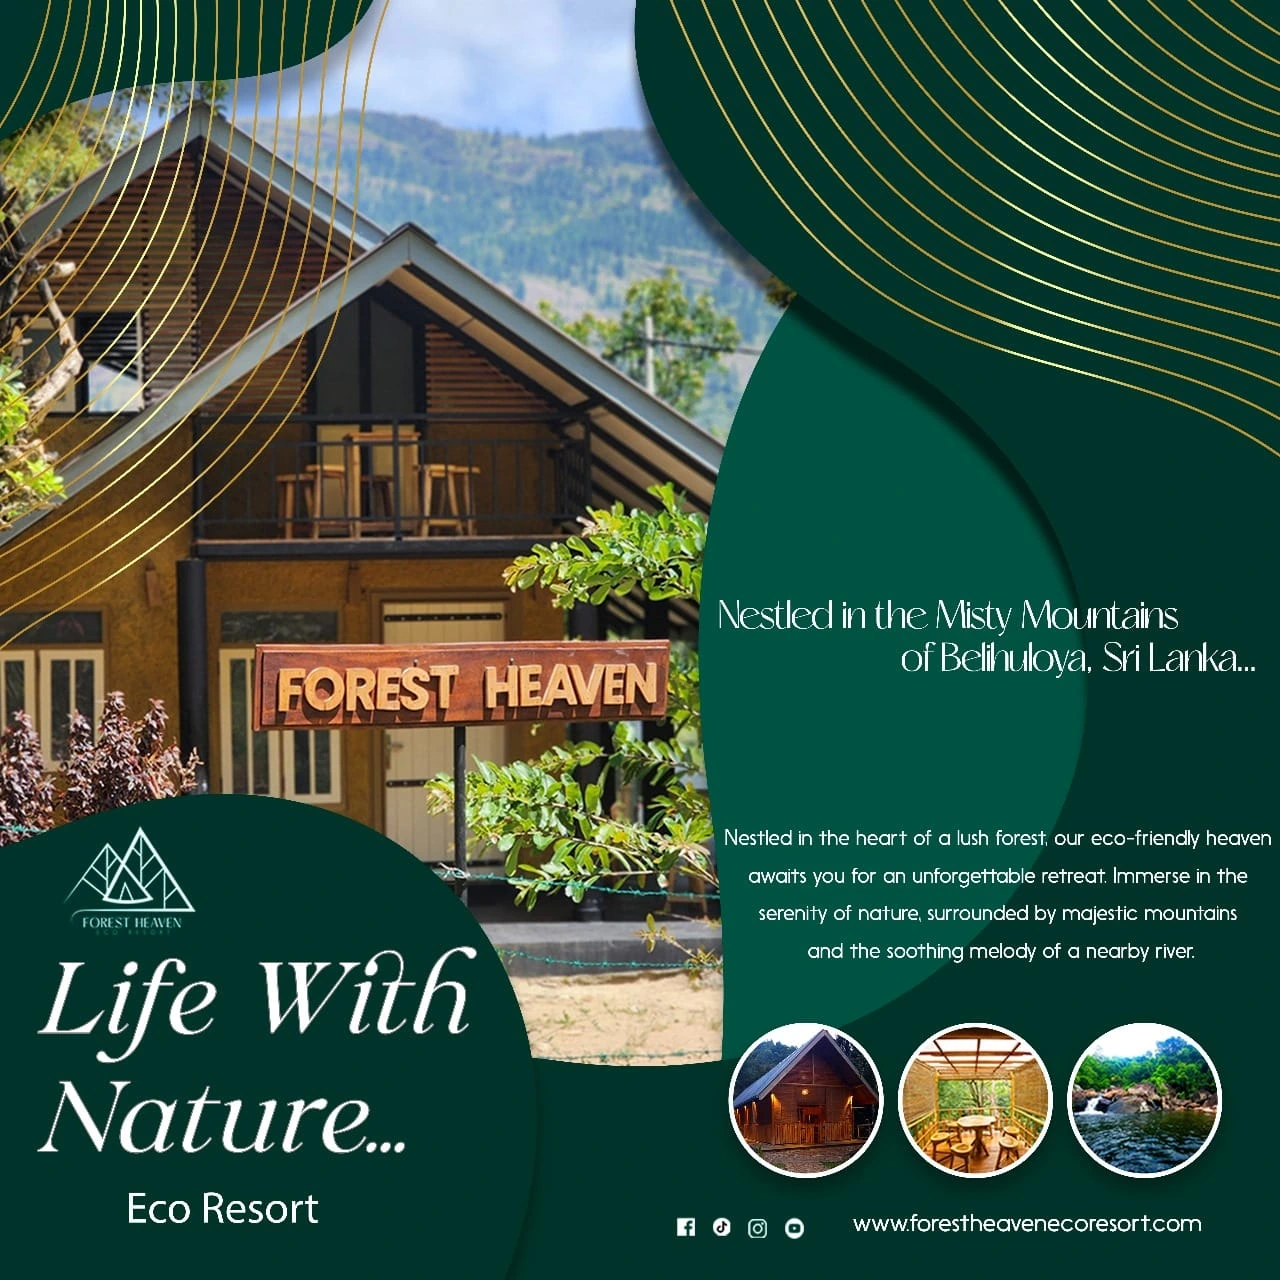 FOREST HEAVEN
Nestled in the Misty Mountains
of Belihuloya, Sri Lanka...
Nestled in the heart of a lush forest, our eco-friendly heaven
awaits you for an unforgettable retreat. Immerse in the
serenity of nature, surrounded by majestic mountains
and the soothing melody of a nearby river.
FOREST HEAVEN
ECO RESORT
Life With
Nature...
Eco Resort
www.forestheavenecoresort.com